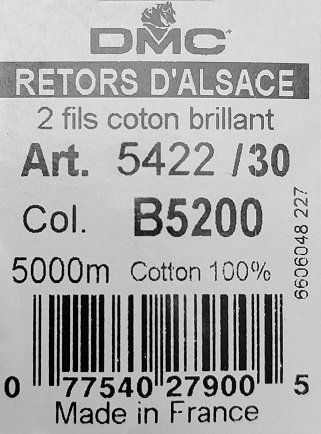 DMC
RETORS D'ALSACE
2 fils coton brillant
Art. 5422 /30
Col. B5200
5000m Cotton 100%
6606048 227
0 77540 27900 5
Made in France